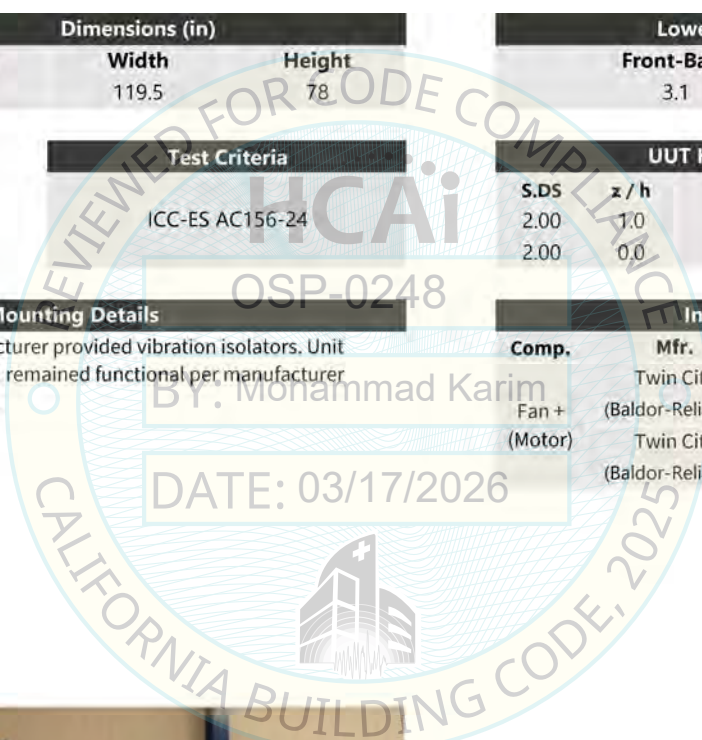 Dimensions (in)
Width Height
119.5 78
Front-Ba
3.1
Test Criteria
ICC-ES AC156-24
UUT
S.DS z / h
2.00 1.0
2.00 0.0
Mounting Details
cturer provided vibration isolators. Unit
remained functional per manufacturer
In
Comp. Mfr.
Twin Cit
Fan + (Baldor-Reli
(Motor) Twin Cit
(Baldor-Reli
REVIEWED FOR CODE COMPLIANCE
HCAi
OSP-0248
BY: Mohammad Karim
DATE: 03/17/2026
CALIFORNIA BUILDING CODE, 2025